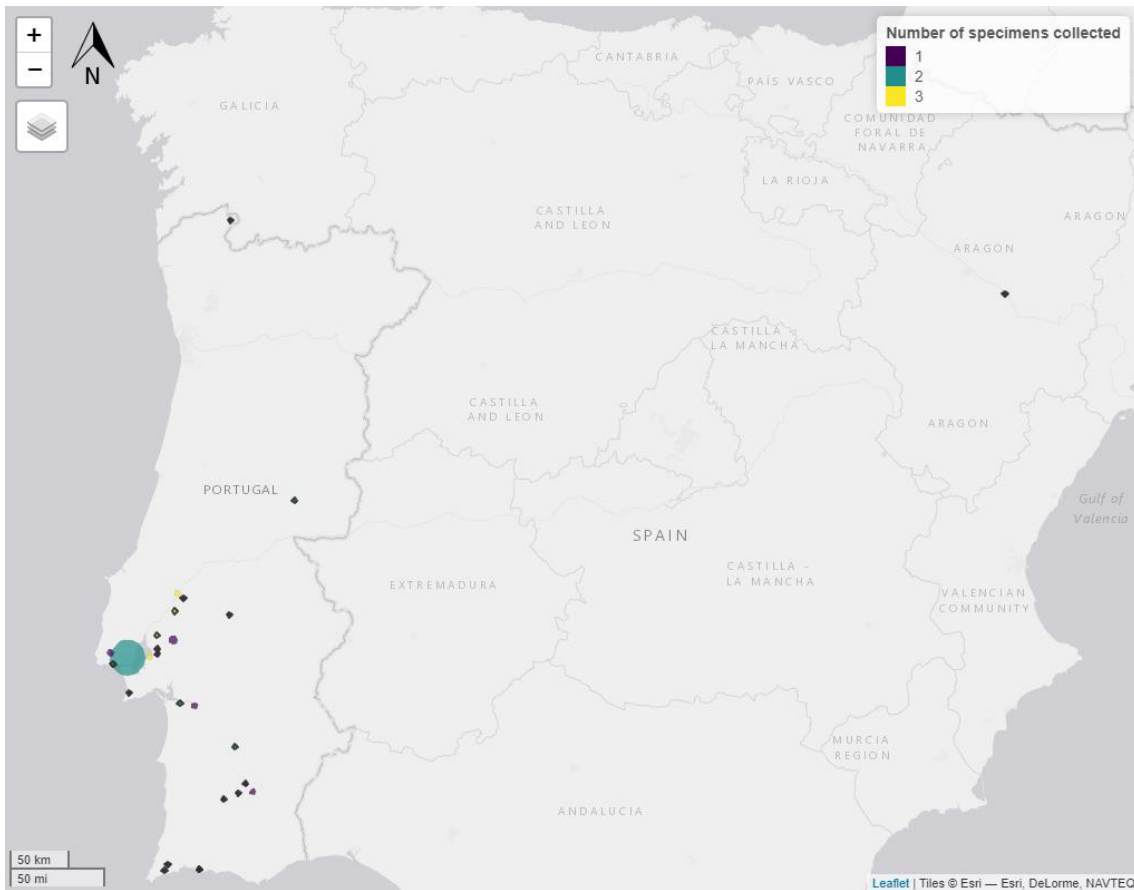 +
−
N
Number of specimens collected
1
2
3
CANTABRIA
PAÍS VASCO
GALICIA
COMUNIDAD
FORAL DE
NAVARRA
LA RIOJA
CASTILLA
AND LEON
ARAGON
ARAGON
CASTILLA -
LA MANCHA
CASTILLA
AND LEON
ARAGON
PORTUGAL
Gulf of
Valencia
SPAIN
EXTREMADURA
CASTILLA -
LA MANCHA
VALENCIAN
COMMUNITY
MURCIA
REGION
ANDALUCIA
50 km
50 mi
Leaflet | Tiles © Esri — Esri, DeLorme, NAVTEQ